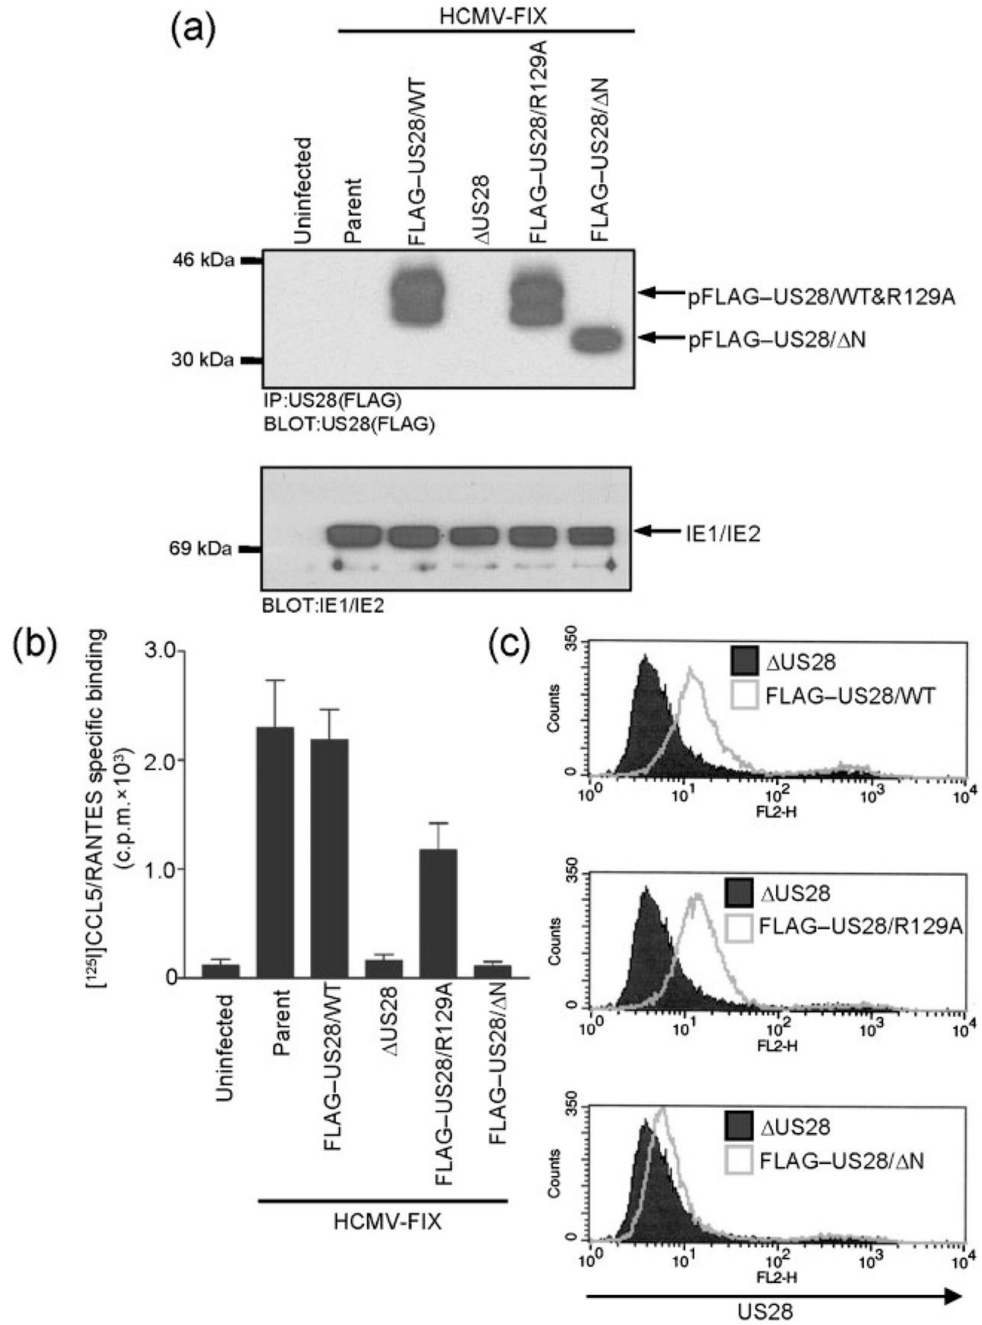 (a)
HCMV-FIX
Uninfected
Parent
FLAG–US28/WT
ΔUS28
FLAG–US28/R129A
FLAG–US28/ΔN
46 kDa
30 kDa
pFLAG–US28/WT&R129A
pFLAG–US28/ΔN
IP:US28(FLAG)
BLOT:US28(FLAG)
69 kDa
IE1/IE2
BLOT:IE1/IE2
(b)
[125I]CCL5/RANTES specific binding
(c.p.m.×10³)
3.0
2.0
1.0
0
Uninfected
Parent
FLAG–US28/WT
ΔUS28
FLAG–US28/R129A
FLAG–US28/ΔN
HCMV-FIX
(c)
350
Counts
0
ΔUS28
FLAG–US28/WT
10⁰ 10¹ 10² 10³ 10⁴
FL2-H
350
Counts
0
ΔUS28
FLAG–US28/R129A
10⁰ 10¹ 10² 10³ 10⁴
FL2-H
350
Counts
0
ΔUS28
FLAG–US28/ΔN
10⁰ 10¹ 10² 10³ 10⁴
FL2-H
US28